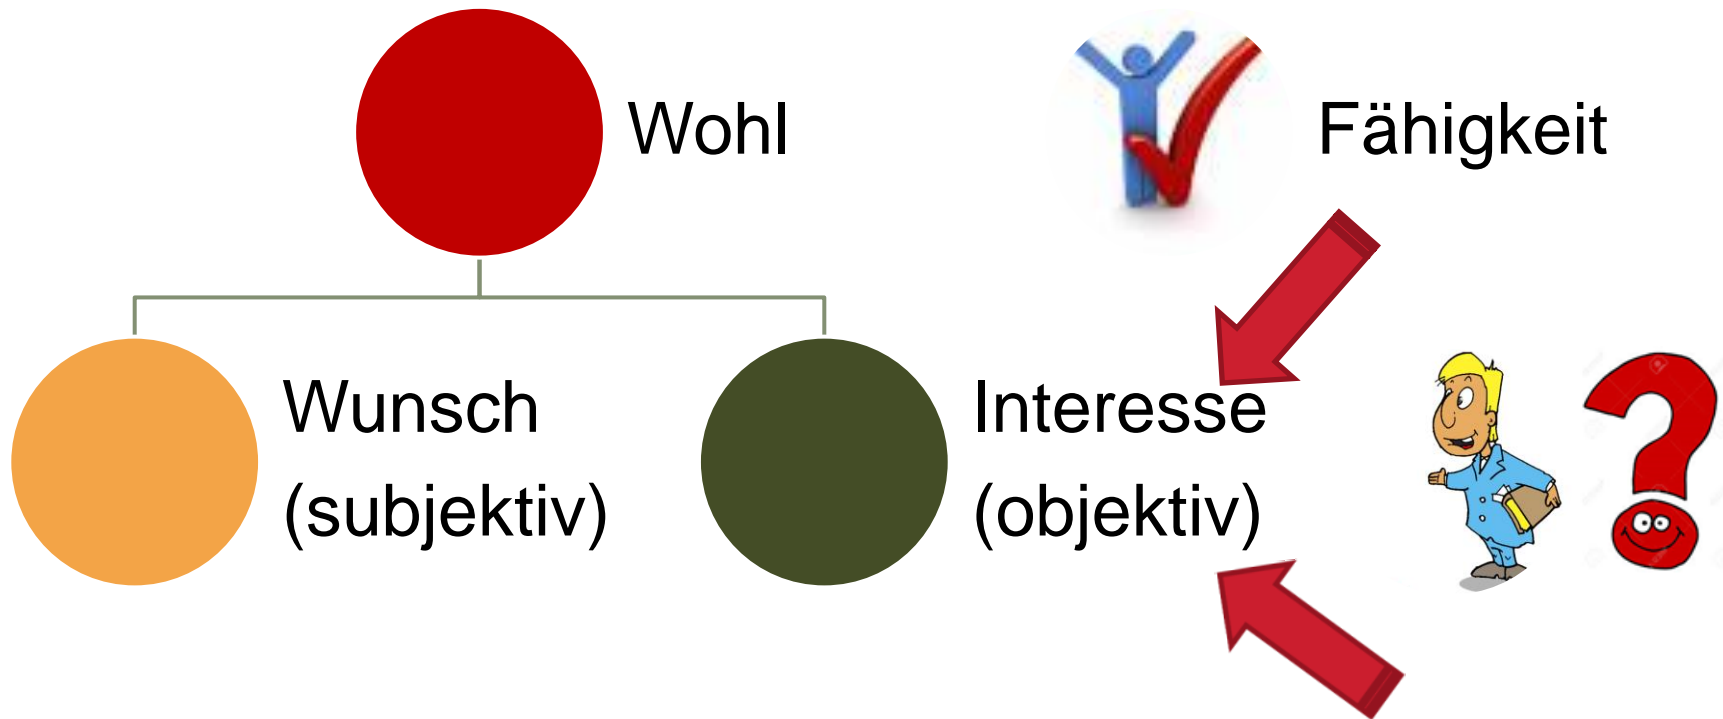 Wohl
Fähigkeit
Wunsch
(subjektiv)
Interesse
(objektiv)